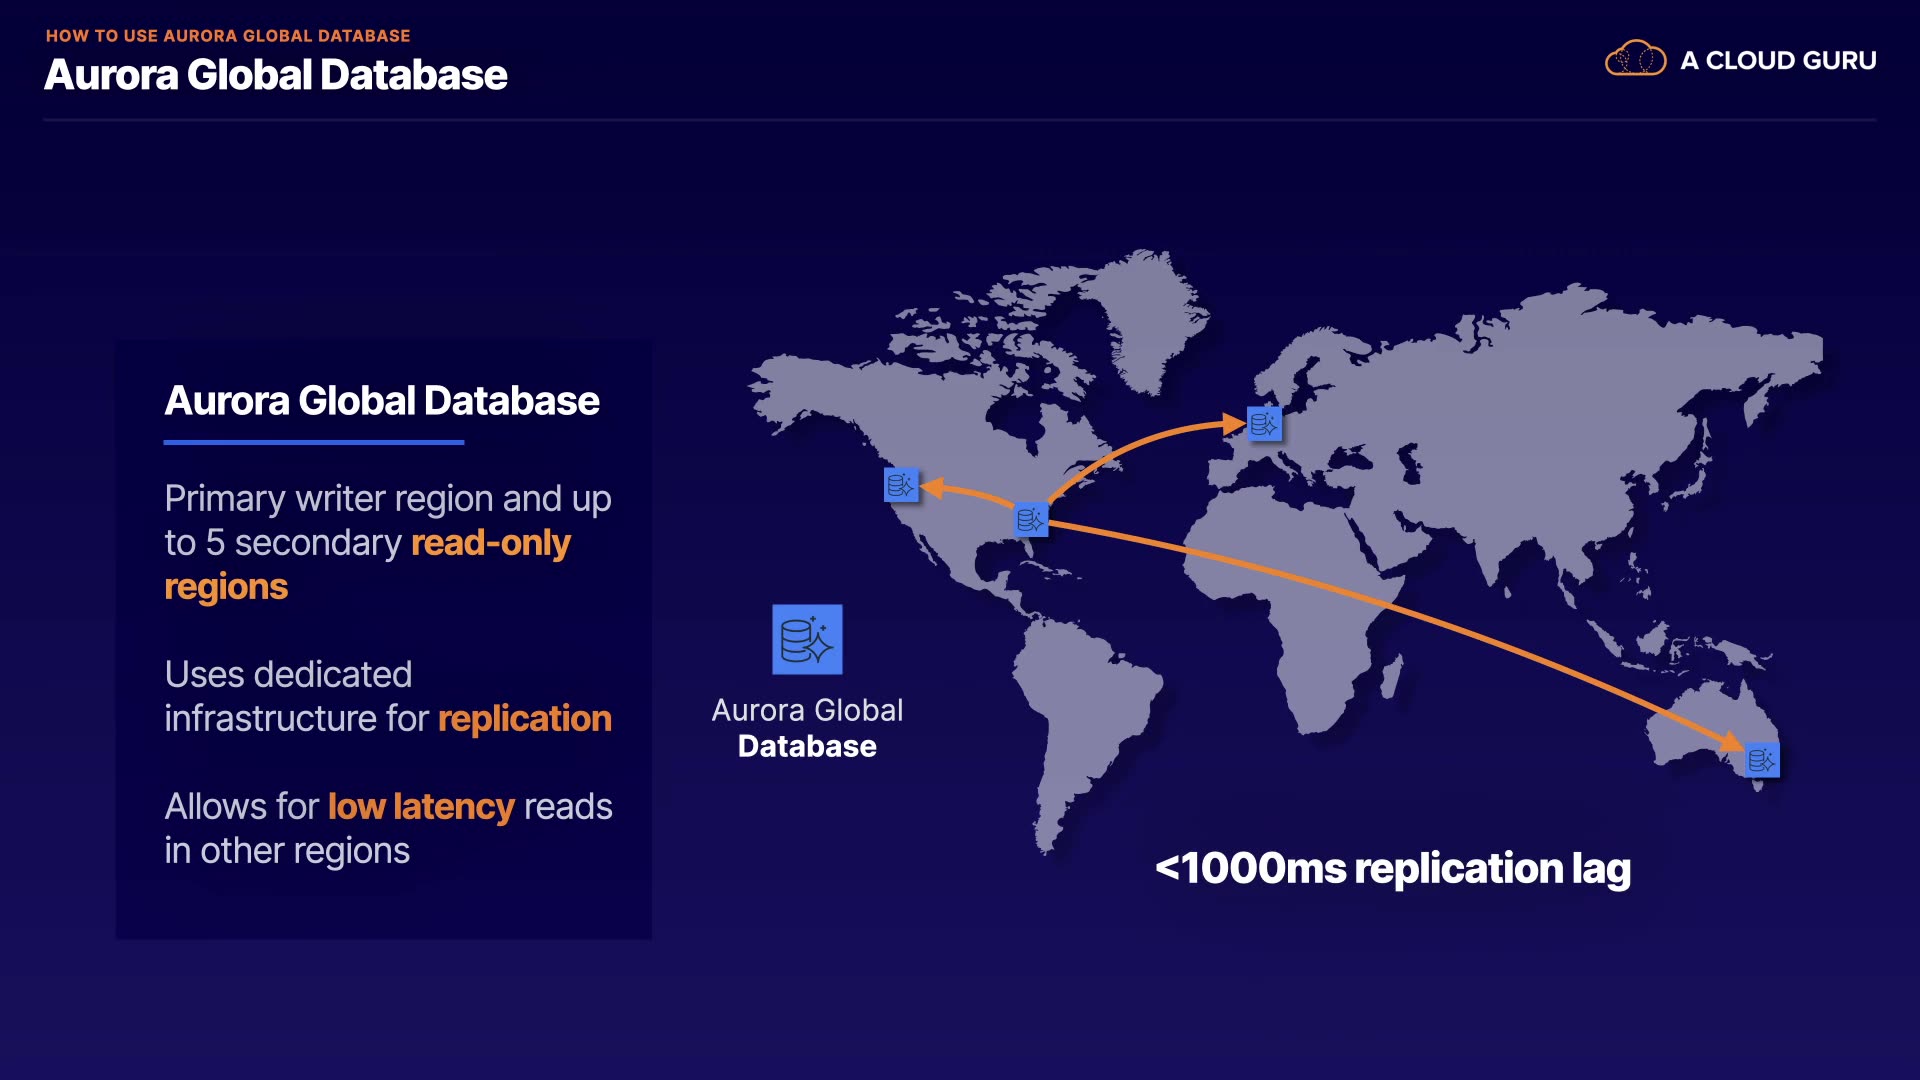 HOW TO USE AURORA GLOBAL DATABASE
Aurora Global Database
A CLOUD GURU
Aurora Global Database
Primary writer region and up
to 5 secondary read-only
regions
Uses dedicated
infrastructure for replication
Allows for low latency reads
in other regions
Aurora Global
Database
<1000ms replication lag